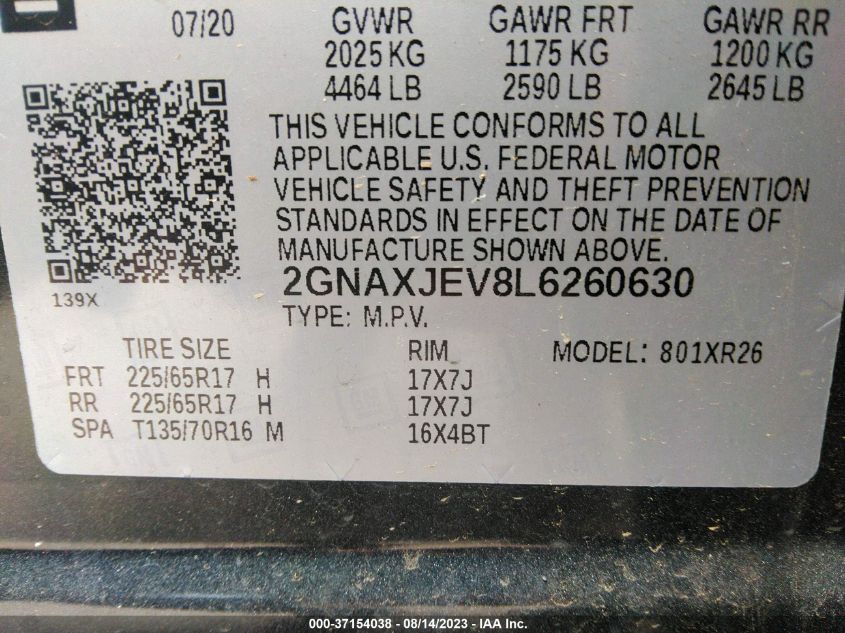 07/20 GVWR GAWR FRT GAWR RR
2025 KG 1175 KG 1200 KG
4464 LB 2590 LB 2645 LB
THIS VEHICLE CONFORMS TO ALL
APPLICABLE U.S. FEDERAL MOTOR
VEHICLE SAFETY AND THEFT PREVENTION
STANDARDS IN EFFECT ON THE DATE OF
MANUFACTURE SHOWN ABOVE.
2GNAXJEV8L6260630
139X
TYPE: M.P.V.
TIRE SIZE RIM MODEL: 801XR26
FRT 225/65R17 H 17X7J
RR 225/65R17 H 17X7J
SPA T135/70R16 M 16X4BT
000-37154038 - 08/14/2023 - IAA Inc.